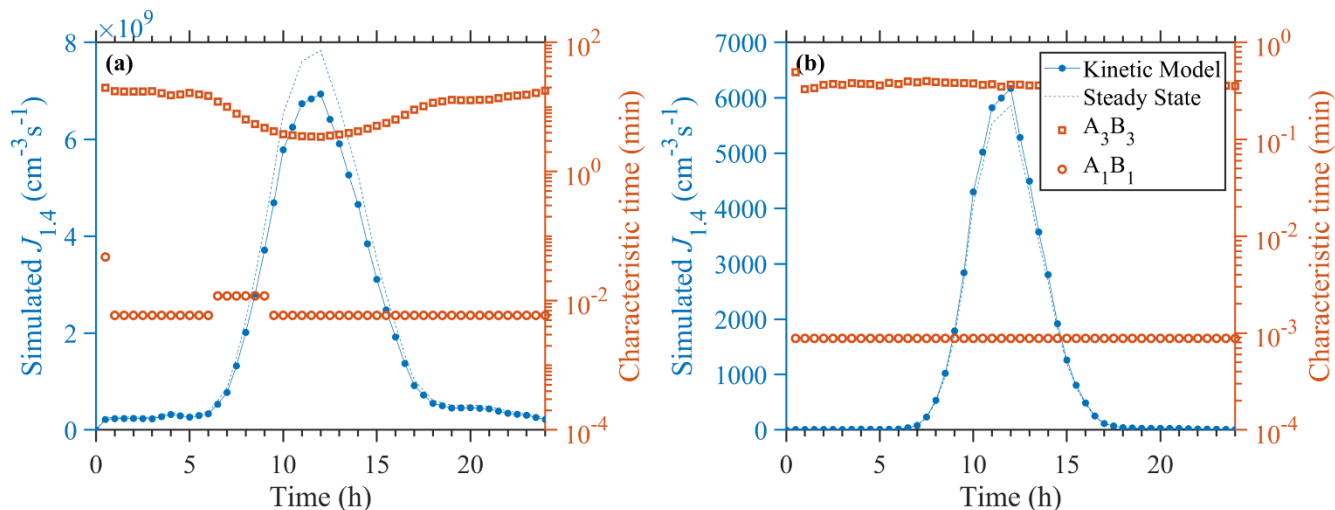 ×10⁹
(a)
8
6
4
2
0
Simulated J₁.₄ (cm⁻³s⁻¹)
10²
10⁰
10⁻²
10⁻⁴
Characteristic time (min)
0 5 10 15 20
Time (h)
(b)
7000
6000
5000
4000
3000
2000
1000
0
Simulated J₁.₄ (cm⁻³s⁻¹)
Kinetic Model
Steady State
A₃B₃
A₁B₁
10⁰
10⁻¹
10⁻²
10⁻³
10⁻⁴
Characteristic time (min)
0 5 10 15 20
Time (h)